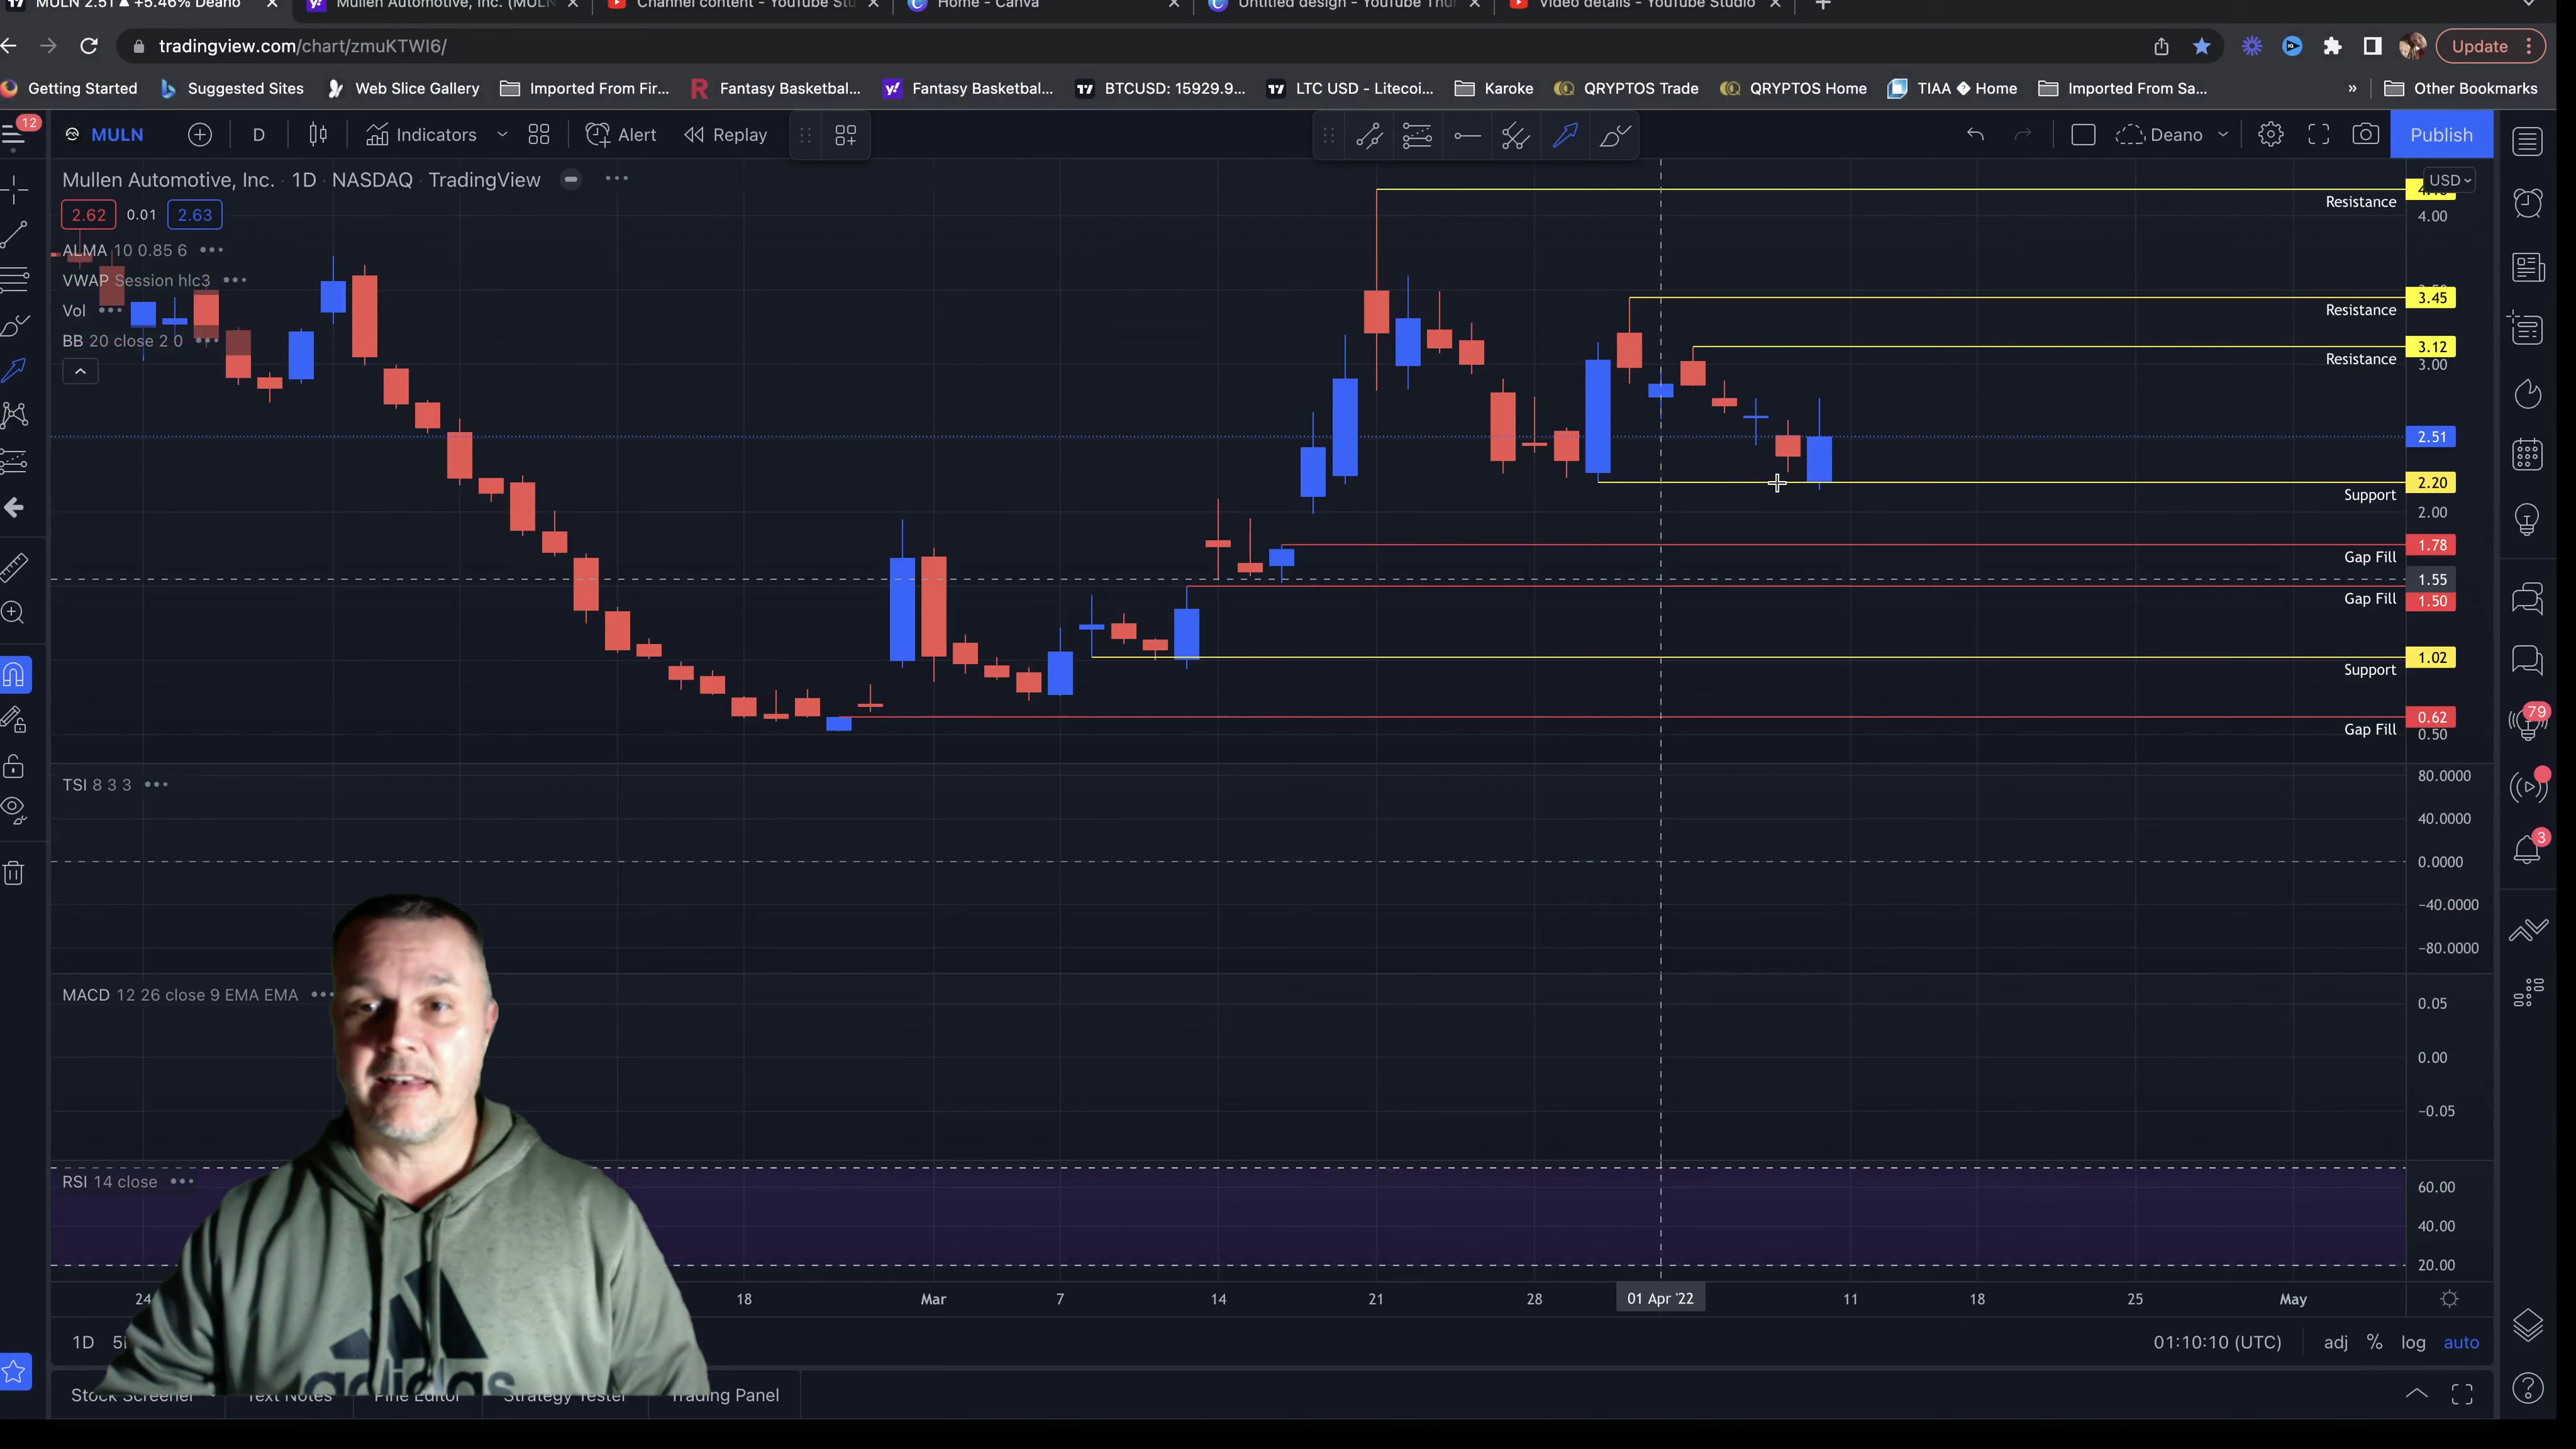 MULN 2.51 ▲ +5.46% Deano
Mullen Automotive, Inc. (MULN
Channel content - YouTube Stu
Home - Canva
Untitled design - YouTube Thu
Video details - YouTube Studio
tradingview.com/chart/zmuKTWI6/
Update
Getting Started
Suggested Sites
Web Slice Gallery
Imported From Fir...
Fantasy Basketbal...
Fantasy Basketbal...
BTCUSD: 15929.9...
LTC USD - Litecoi...
Karoke
QRYPTOS Trade
QRYPTOS Home
TIAA � Home
Imported From Sa...
»
Other Bookmarks
12
MULN
D
Indicators
Alert
Replay
Deano
Publish
Mullen Automotive, Inc. · 1D · NASDAQ · TradingView
USD
2.62 0.01 2.63
ALMA 10 0.85 6
VWAP Session hlc3
Vol
BB 20 close 2 0
Resistance
4.00
3.45
Resistance
3.12
Resistance
3.00
2.51
2.20
Support
2.00
1.78
Gap Fill
1.55
Gap Fill
1.50
1.02
Support
0.62
Gap Fill
0.50
79
3
TSI 8 3 3
80.0000
40.0000
0.0000
−40.0000
−80.0000
MACD 12 26 close 9 EMA EMA
0.05
0.00
−0.05
RSI 14 close
60.00
40.00
20.00
24
18
Mar
7
14
21
28
01 Apr '22
11
18
25
May
1D
01:10:10 (UTC)
adj
%
log
auto
adidas
Stock Screener
Text Notes
Pine Editor
Strategy Tester
Trading Panel